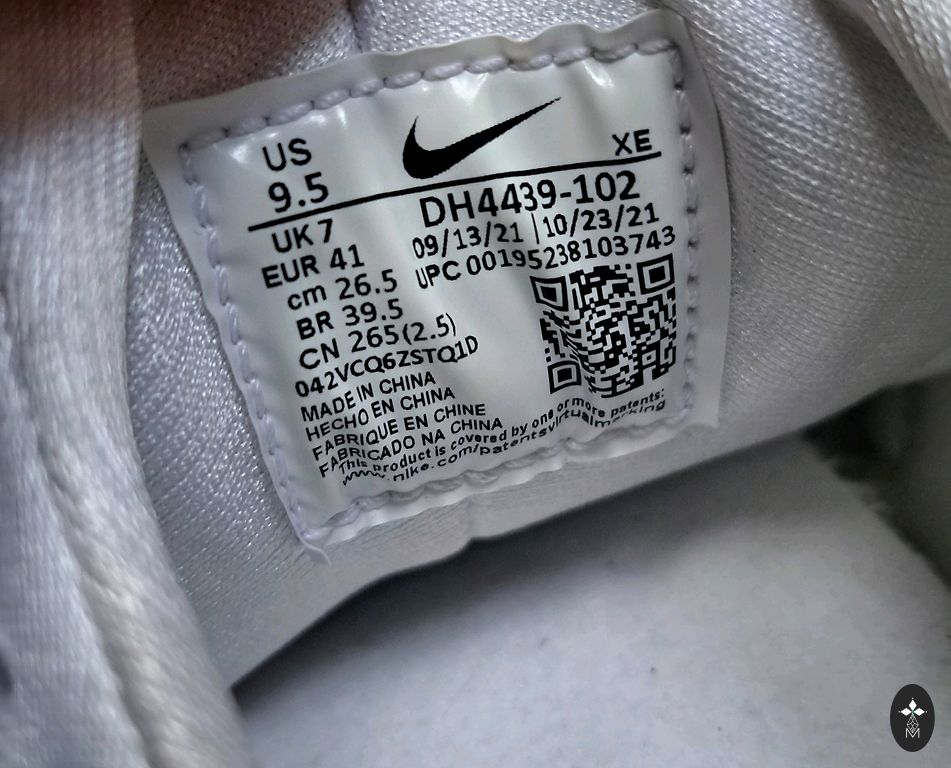 US
9.5
XE
UK 7
EUR 41
cm 26.5
BR 39.5
CN 265(2.5)
042VCQ6ZSTQ1D
DH4439-102
09/13/21 | 10/23/21
UPC 00195238103743
MADE IN CHINA
HECHO EN CHINA
FABRIQUE EN CHINE
FABRICADO NA CHINA
This product is covered by one or more patents:
www.nike.com/patentsvirtualmarking
M